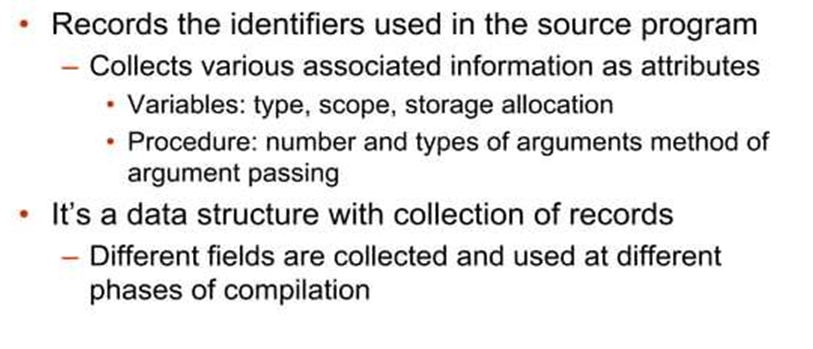 • Records the identifiers used in the source program
– Collects various associated information as attributes
• Variables: type, scope, storage allocation
• Procedure: number and types of arguments method of
argument passing
• It's a data structure with collection of records
– Different fields are collected and used at different
phases of compilation